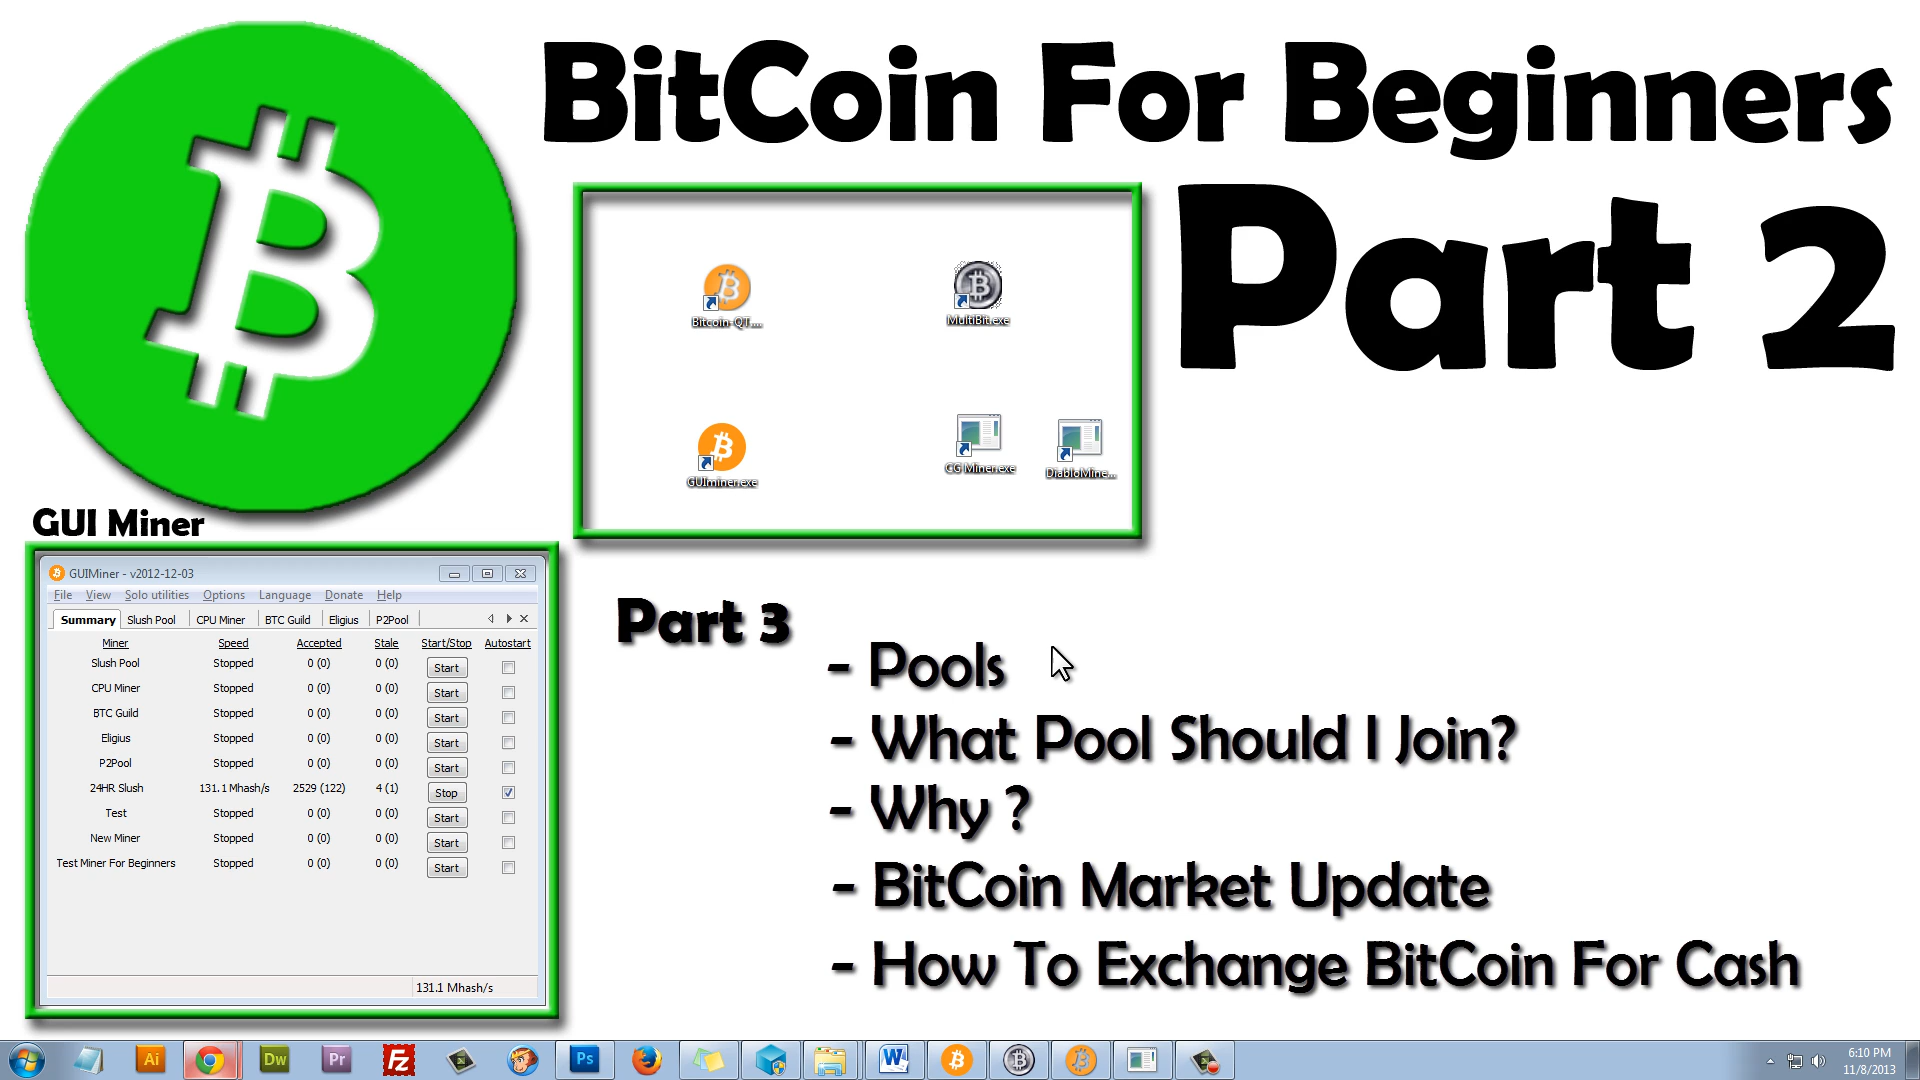 BitCoin For Beginners
Part 2
Bitcoin-QT....
MultiBit.exe
GUIminer.exe
CG Miner.exe
DiabloMine...
GUI Miner
GUIMiner - v2012-12-03
File View Solo utilities Options Language Donate Help
Summary Slush Pool CPU Miner BTC Guild Eligius P2Pool
Miner Speed Accepted Stale Start/Stop Autostart
Slush Pool Stopped 0 (0) 0 (0) Start
CPU Miner Stopped 0 (0) 0 (0) Start
BTC Guild Stopped 0 (0) 0 (0) Start
Eligius Stopped 0 (0) 0 (0) Start
P2Pool Stopped 0 (0) 0 (0) Start
24HR Slush 131.1 Mhash/s 2529 (122) 4 (1) Stop
Test Stopped 0 (0) 0 (0) Start
New Miner Stopped 0 (0) 0 (0) Start
Test Miner For Beginners Stopped 0 (0) 0 (0) Start
131.1 Mhash/s
Part 3
- Pools
- What Pool Should I Join?
- Why ?
- BitCoin Market Update
- How To Exchange BitCoin For Cash
Ai Dw Pr Fz Ps W
6:10 PM
11/8/2013